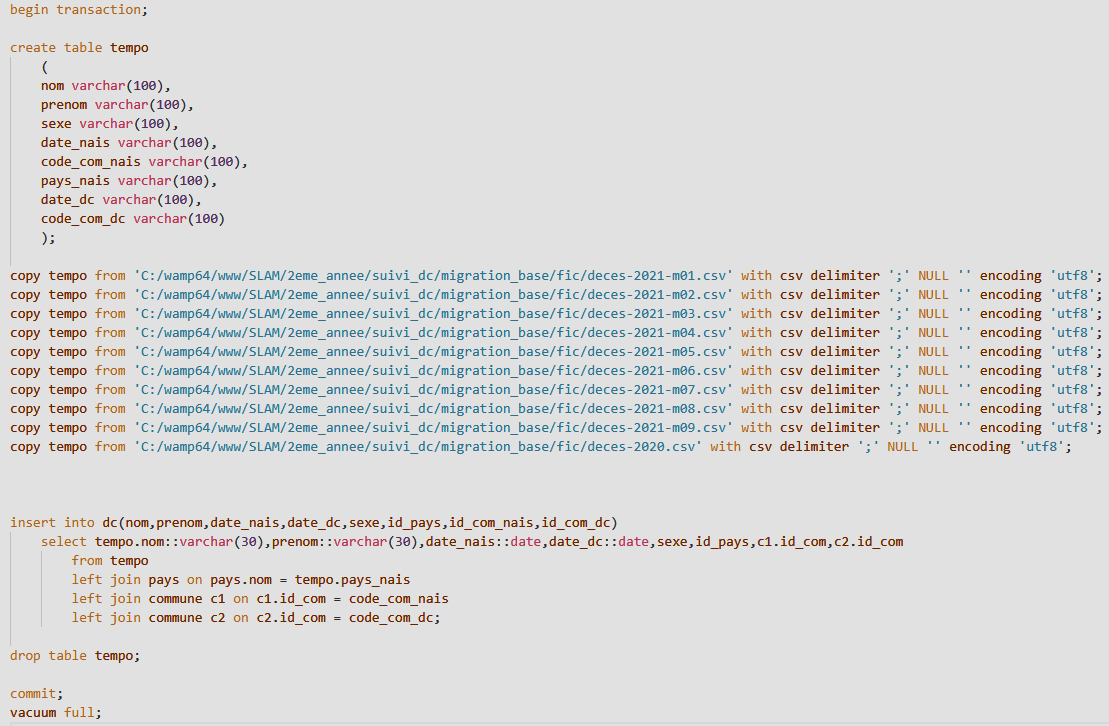 begin transaction;
create table tempo
(
nom varchar(100),
prenom varchar(100),
sexe varchar(100),
date_nais varchar(100),
code_com_nais varchar(100),
pays_nais varchar(100),
date_dc varchar(100),
code_com_dc varchar(100)
);
copy tempo from 'C:/wamp64/www/SLAM/2eme_annee/suivi_dc/migration_base/fic/deces-2021-m01.csv' with csv delimiter ';' NULL '' encoding 'utf8';
copy tempo from 'C:/wamp64/www/SLAM/2eme_annee/suivi_dc/migration_base/fic/deces-2021-m02.csv' with csv delimiter ';' NULL '' encoding 'utf8';
copy tempo from 'C:/wamp64/www/SLAM/2eme_annee/suivi_dc/migration_base/fic/deces-2021-m03.csv' with csv delimiter ';' NULL '' encoding 'utf8';
copy tempo from 'C:/wamp64/www/SLAM/2eme_annee/suivi_dc/migration_base/fic/deces-2021-m04.csv' with csv delimiter ';' NULL '' encoding 'utf8';
copy tempo from 'C:/wamp64/www/SLAM/2eme_annee/suivi_dc/migration_base/fic/deces-2021-m05.csv' with csv delimiter ';' NULL '' encoding 'utf8';
copy tempo from 'C:/wamp64/www/SLAM/2eme_annee/suivi_dc/migration_base/fic/deces-2021-m06.csv' with csv delimiter ';' NULL '' encoding 'utf8';
copy tempo from 'C:/wamp64/www/SLAM/2eme_annee/suivi_dc/migration_base/fic/deces-2021-m07.csv' with csv delimiter ';' NULL '' encoding 'utf8';
copy tempo from 'C:/wamp64/www/SLAM/2eme_annee/suivi_dc/migration_base/fic/deces-2021-m08.csv' with csv delimiter ';' NULL '' encoding 'utf8';
copy tempo from 'C:/wamp64/www/SLAM/2eme_annee/suivi_dc/migration_base/fic/deces-2021-m09.csv' with csv delimiter ';' NULL '' encoding 'utf8';
copy tempo from 'C:/wamp64/www/SLAM/2eme_annee/suivi_dc/migration_base/fic/deces-2020.csv' with csv delimiter ';' NULL '' encoding 'utf8';
insert into dc(nom,prenom,date_nais,date_dc,sexe,id_pays,id_com_nais,id_com_dc)
select tempo.nom::varchar(30),prenom::varchar(30),date_nais::date,date_dc::date,sexe,id_pays,c1.id_com,c2.id_com
from tempo
left join pays on pays.nom = tempo.pays_nais
left join commune c1 on c1.id_com = code_com_nais
left join commune c2 on c2.id_com = code_com_dc;
drop table tempo;
commit;
vacuum full;